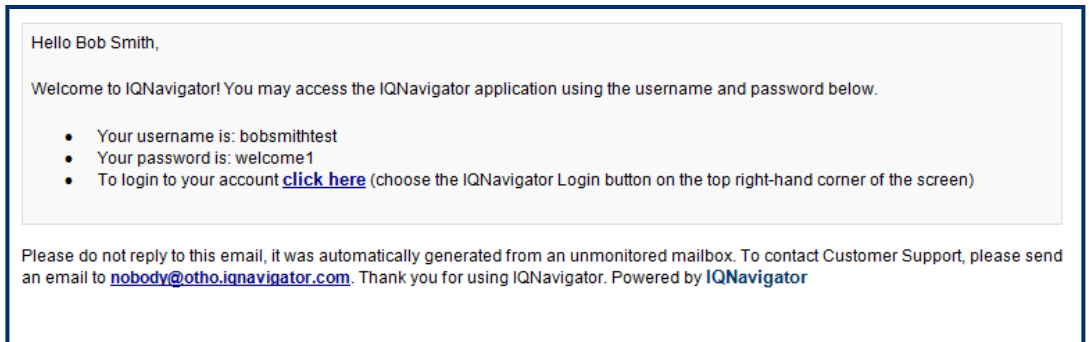 Hello Bob Smith,
Welcome to IQNavigator! You may access the IQNavigator application using the username and password below.
● Your username is: bobsmithtest
● Your password is: welcome1
● To login to your account click here (choose the IQNavigator Login button on the top right-hand corner of the screen)
Please do not reply to this email, it was automatically generated from an unmonitored mailbox. To contact Customer Support, please send
an email to nobody@otho.iqnavigator.com. Thank you for using IQNavigator. Powered by IQNavigator